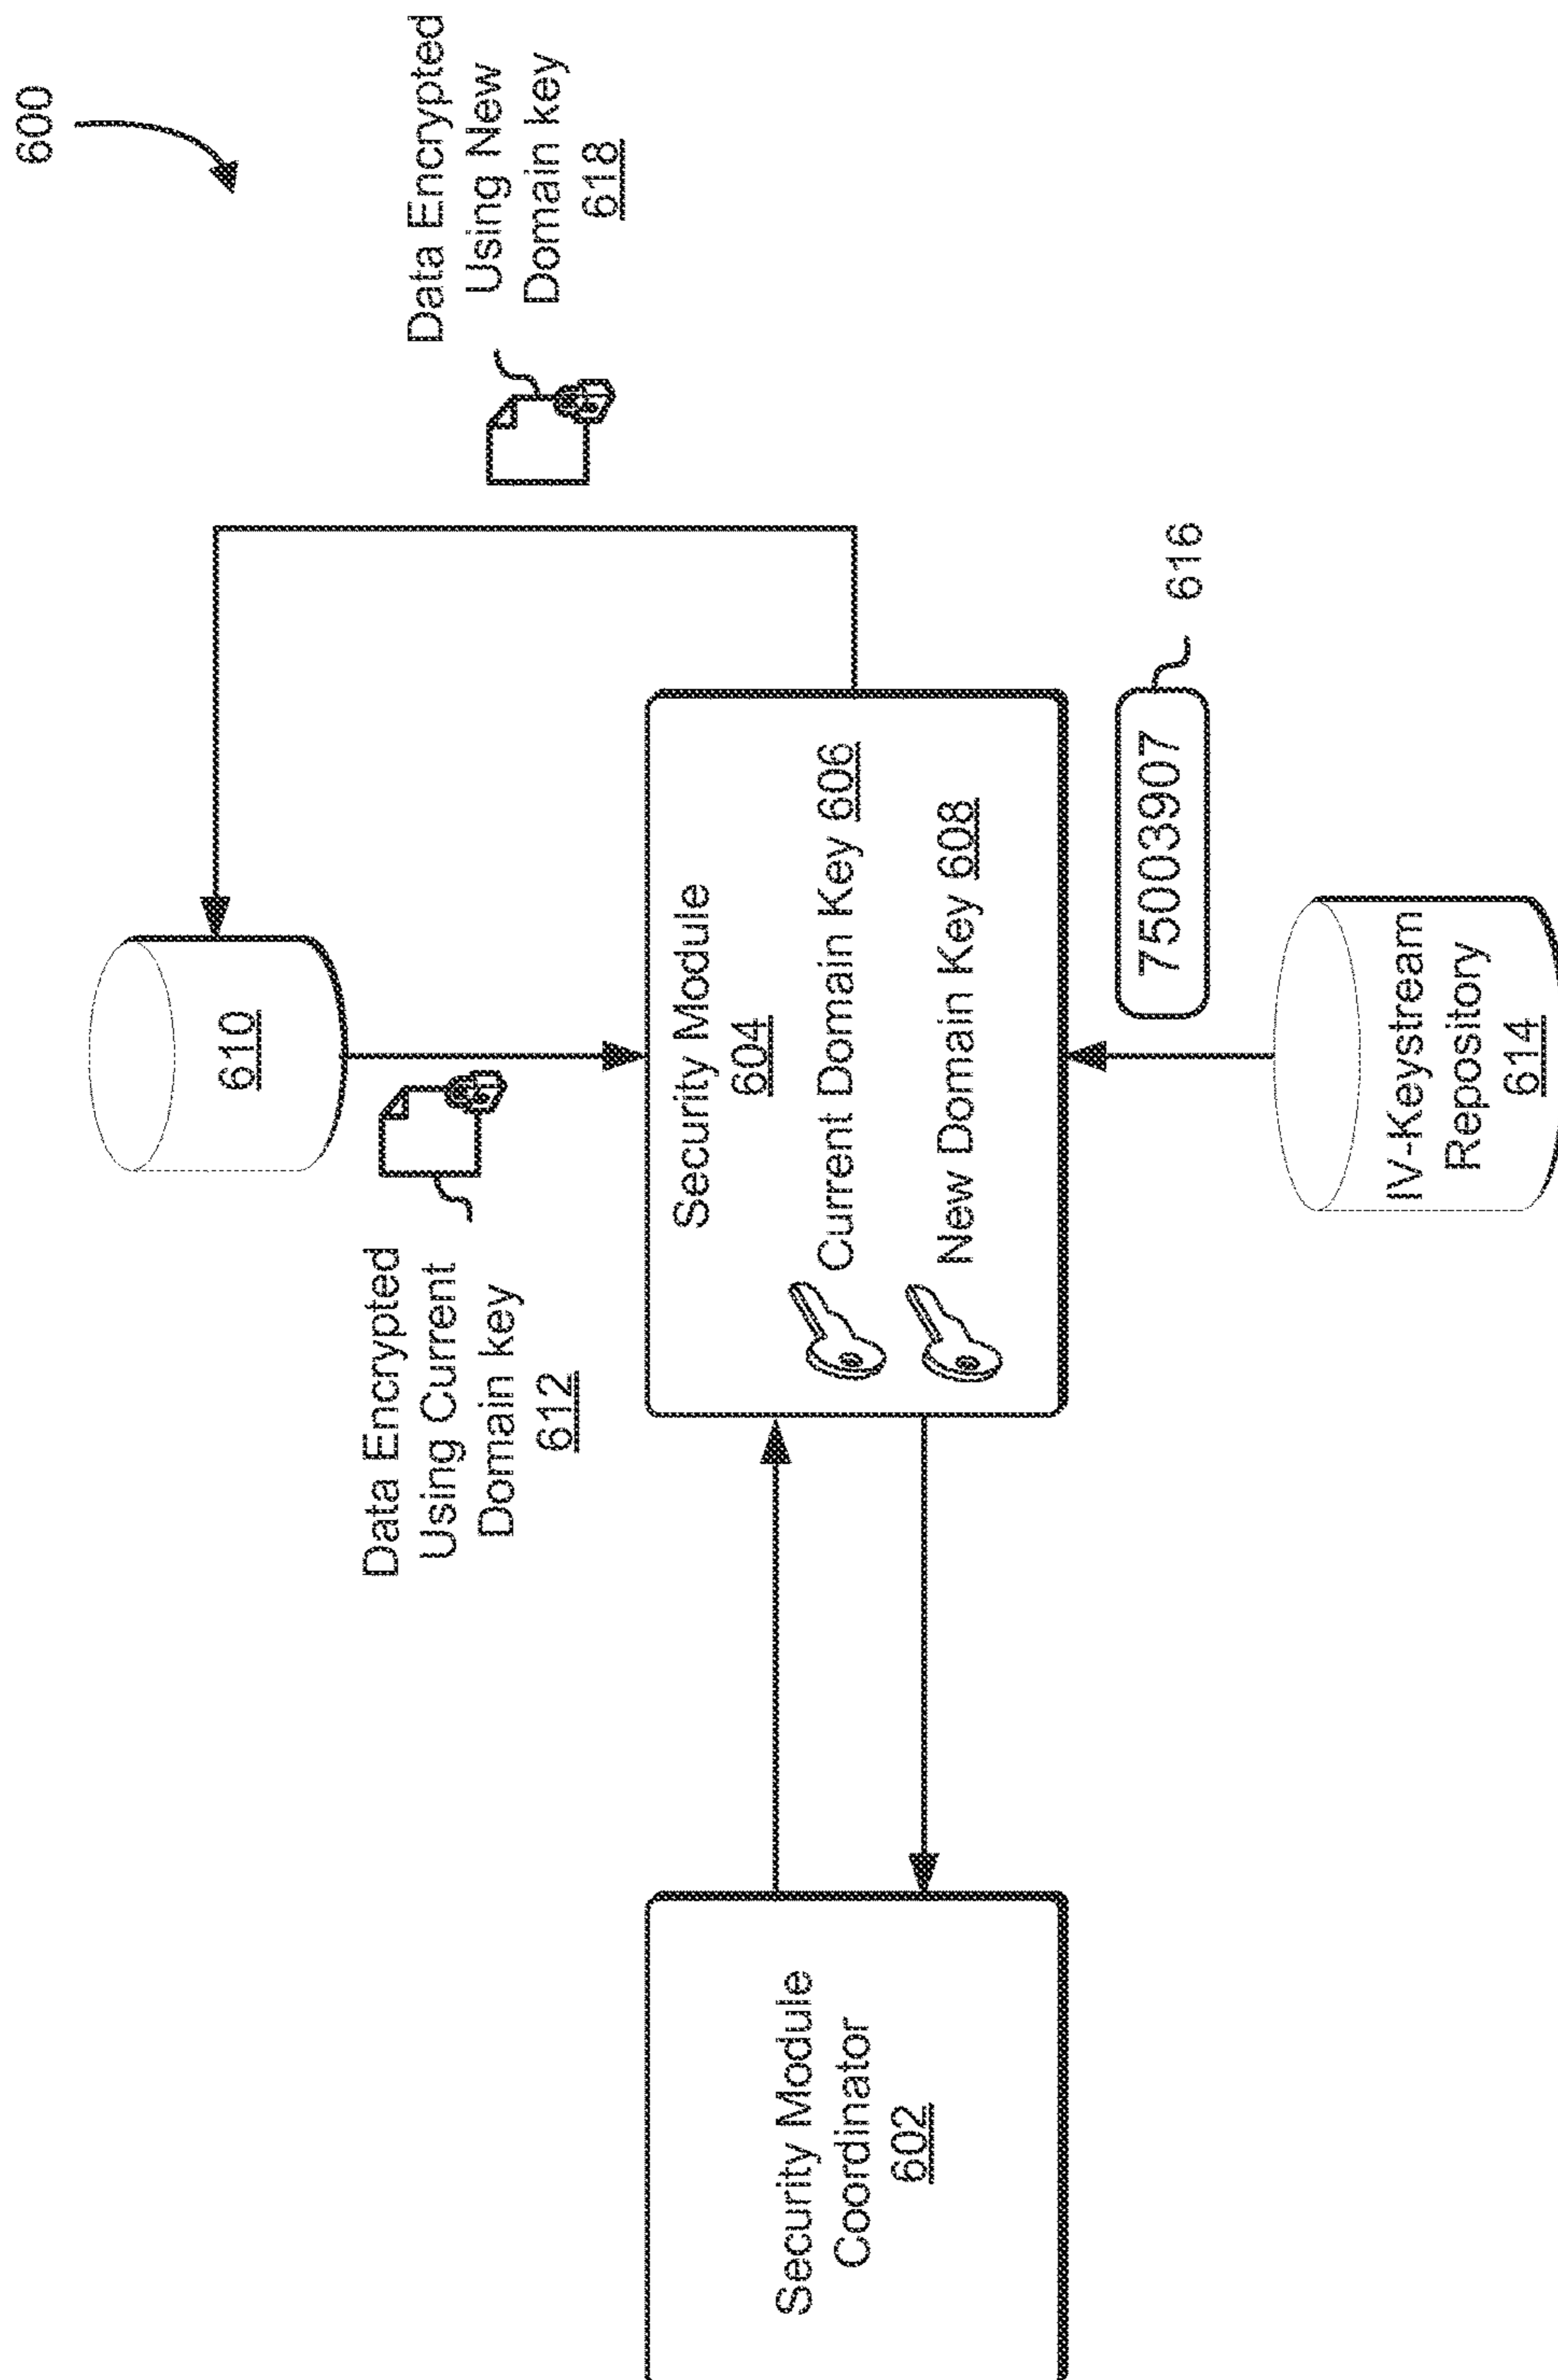 600
610
Data Encrypted
Using Current
Domain key
612
Data Encrypted
Using New
Domain key
618
Security Module
Coordinator
602
Security Module
604
Current Domain Key 606
New Domain Key 608
75003907
616
IV-Keystream
Repository
614